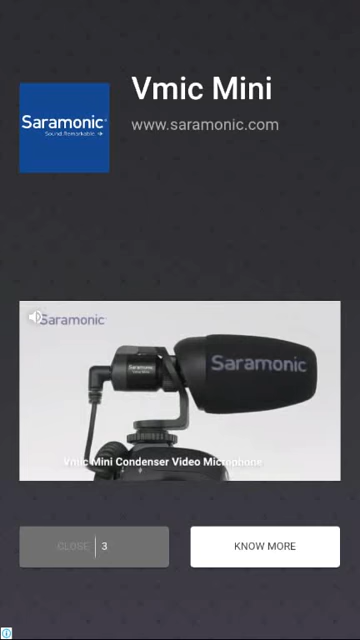 Vmic Mini
www.saramonic.com
Saramonic
Sound.Remarkable.
Saramonic
Saramonic
Saramonic
Vmic Mini Condenser Video Microphone
CLOSE 3
KNOW MORE